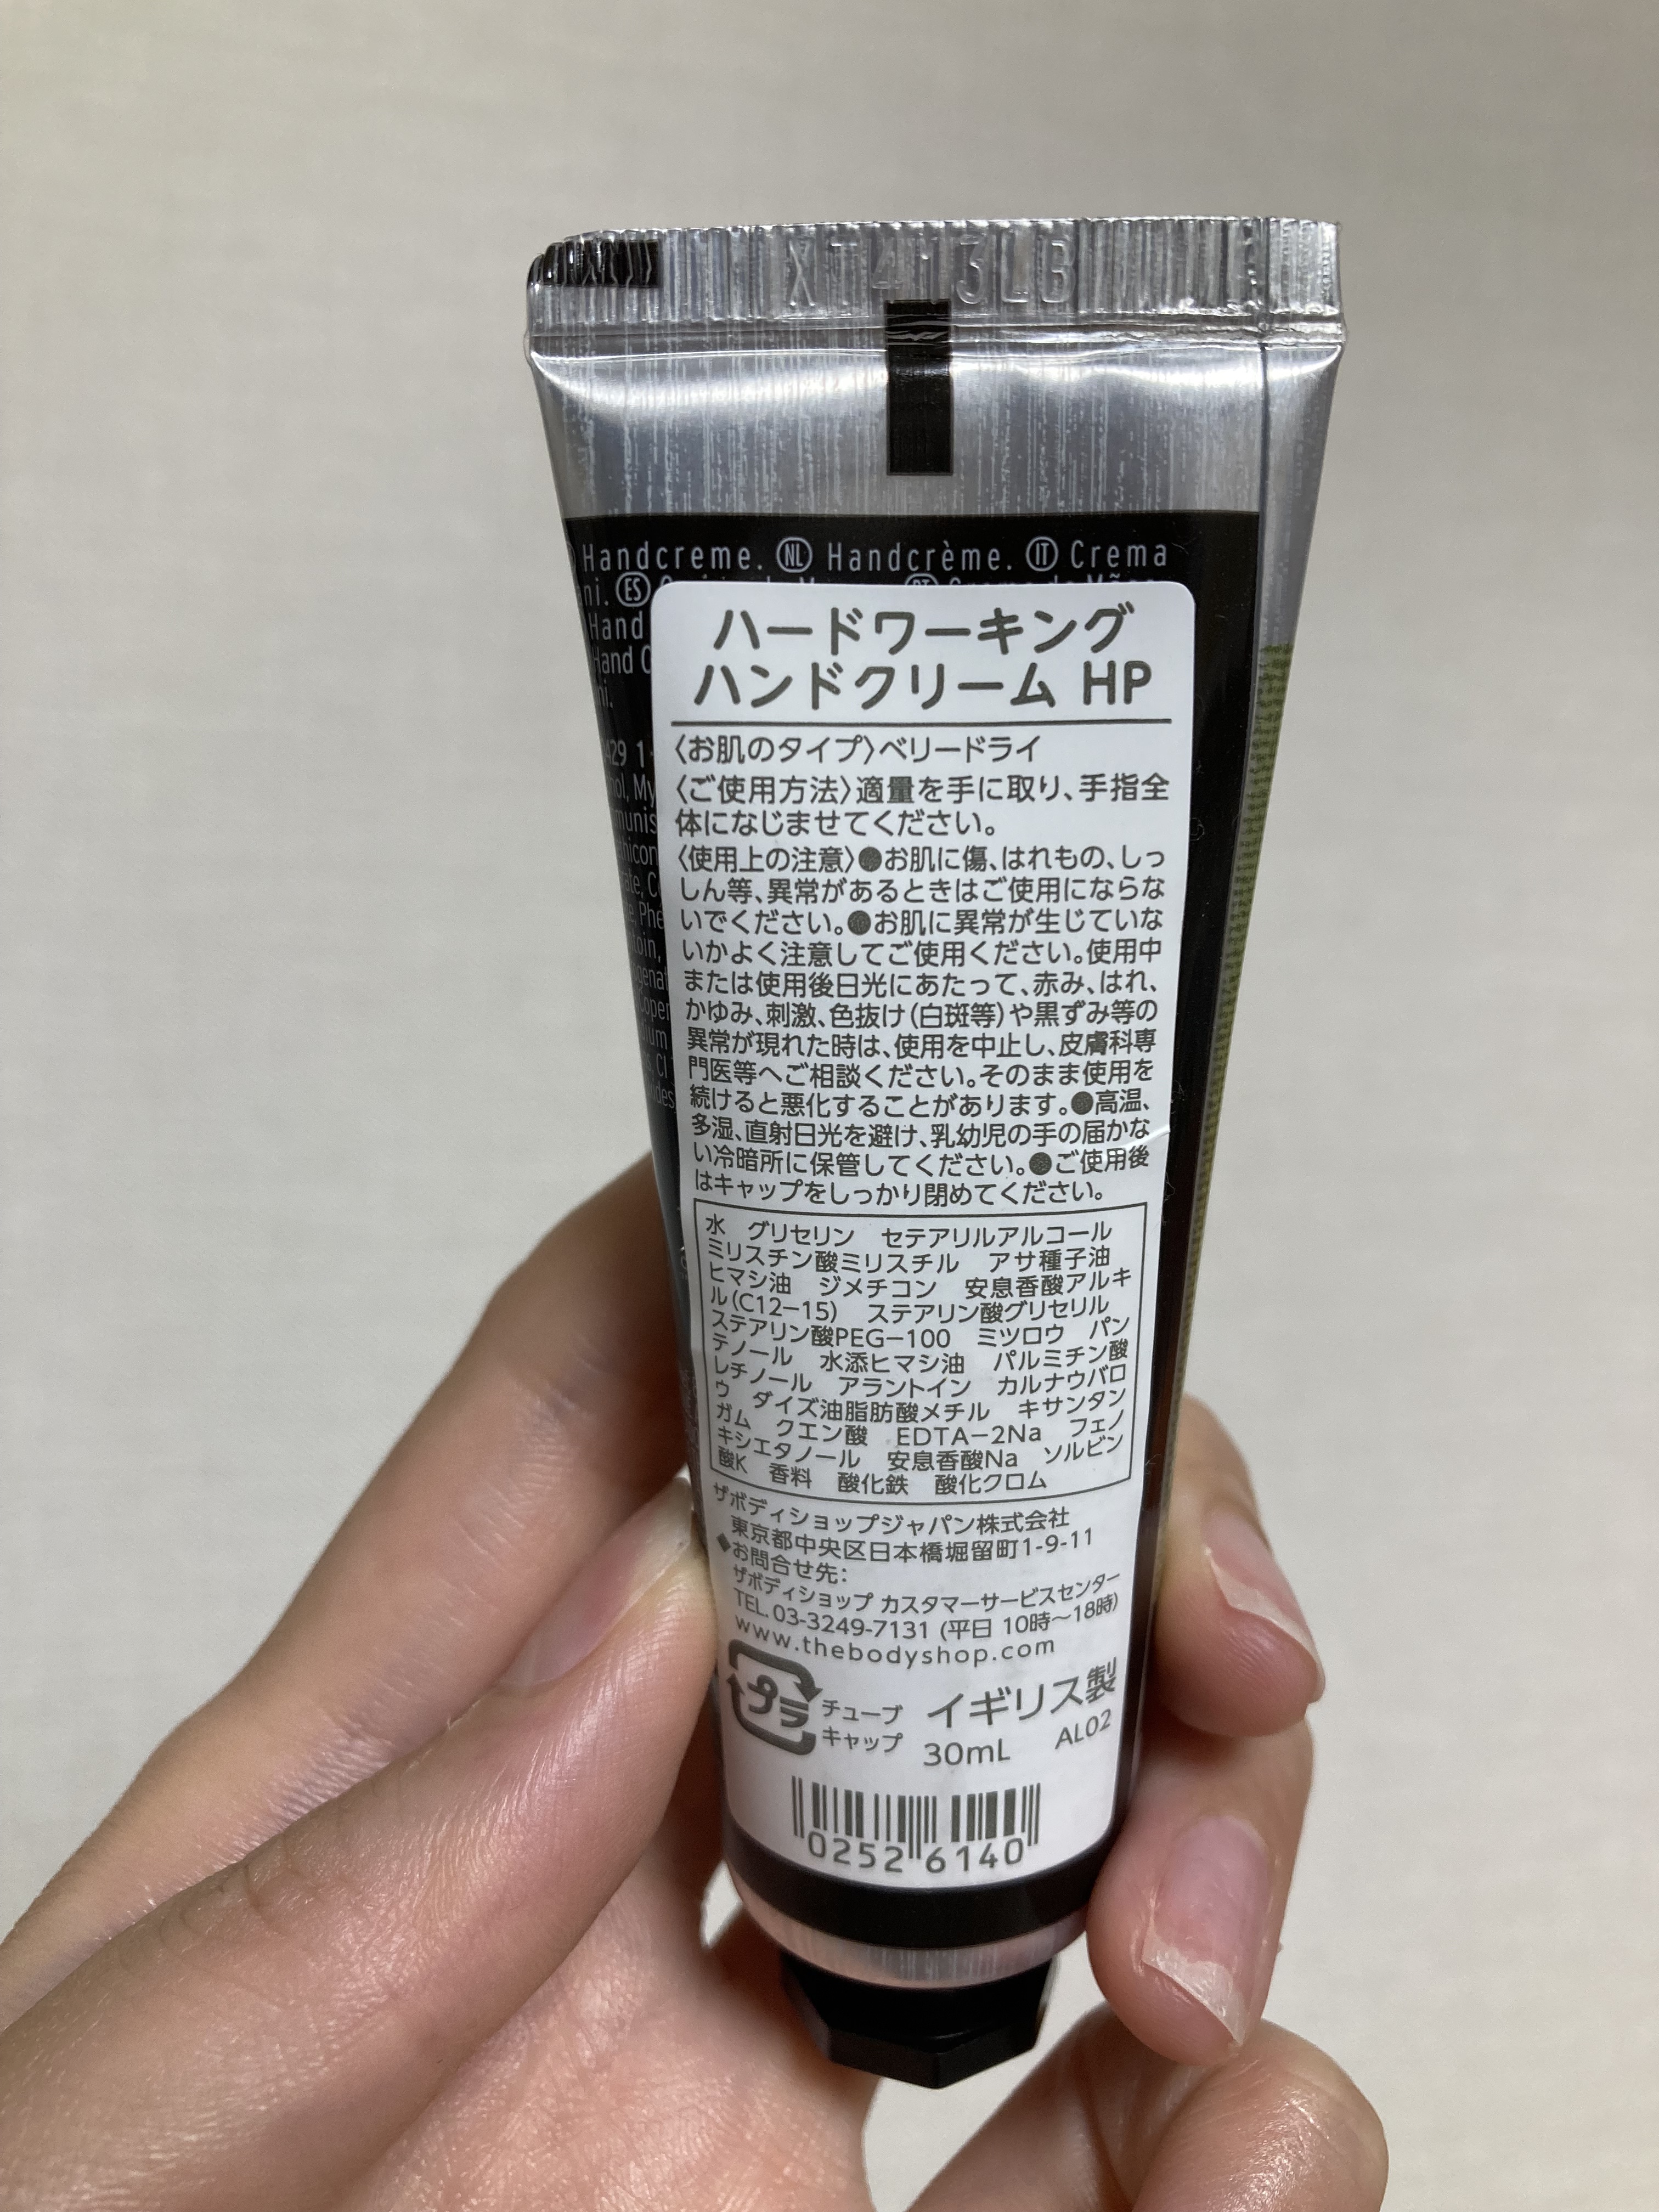 XT413LB
Handcreme. NL Handcrème. IT Crema
ni. ES
Hand
Hand C
ni.
429 1
ol, My
munis
hicon
ate, C
e, Phe
toin,
genat
Coper
ium
s, CI
des
ハードワーキング
ハンドクリーム HP
〈お肌のタイプ〉ベリードライ
〈ご使用方法〉適量を手に取り、手指全
体になじませてください。
〈使用上の注意〉●お肌に傷、はれもの、しっ
しん等、異常があるときはご使用にならな
いでください。●お肌に異常が生じていな
いかよく注意してご使用ください。使用中
または使用後日光にあたって、赤み、はれ、
かゆみ、刺激、色抜け(白斑等)や黒ずみ等の
異常が現れた時は、使用を中止し、皮膚科専
門医等へご相談ください。そのまま使用を
続けると悪化することがあります。●高温、
多湿、直射日光を避け、乳幼児の手の届かな
い冷暗所に保管してください。●ご使用後
はキャップをしっかり閉めてください。
水 グリセリン セテアリルアルコール
ミリスチン酸ミリスチル アサ種子油
ヒマシ油 ジメチコン 安息香酸アルキ
ル(C12−15) ステアリン酸グリセリル
ステアリン酸PEG−100 ミツロウ パン
テノール 水添ヒマシ油 パルミチン酸
レチノール アラントイン カルナウバロ
ウ ダイズ油脂肪酸メチル キサンタン
ガム クエン酸 EDTA−2Na フェノ
キシエタノール 安息香酸Na ソルビン
酸K 香料 酸化鉄 酸化クロム
ザボディショップジャパン株式会社
東京都中央区日本橋堀留町1-9-11
◆お問合せ先:
ザボディショップ カスタマーサービスセンター
TEL. 03-3249-7131 (平日 10時〜18時)
www.thebodyshop.com
プラ チューブ イギリス製
キャップ 30mL AL02
0252 6140